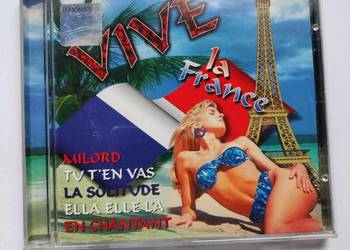 VIVE
la
France
MILORD
TU T'EN VAS
LA SOLITUDE
ELLA ELLE L'A
EN CHANTANT